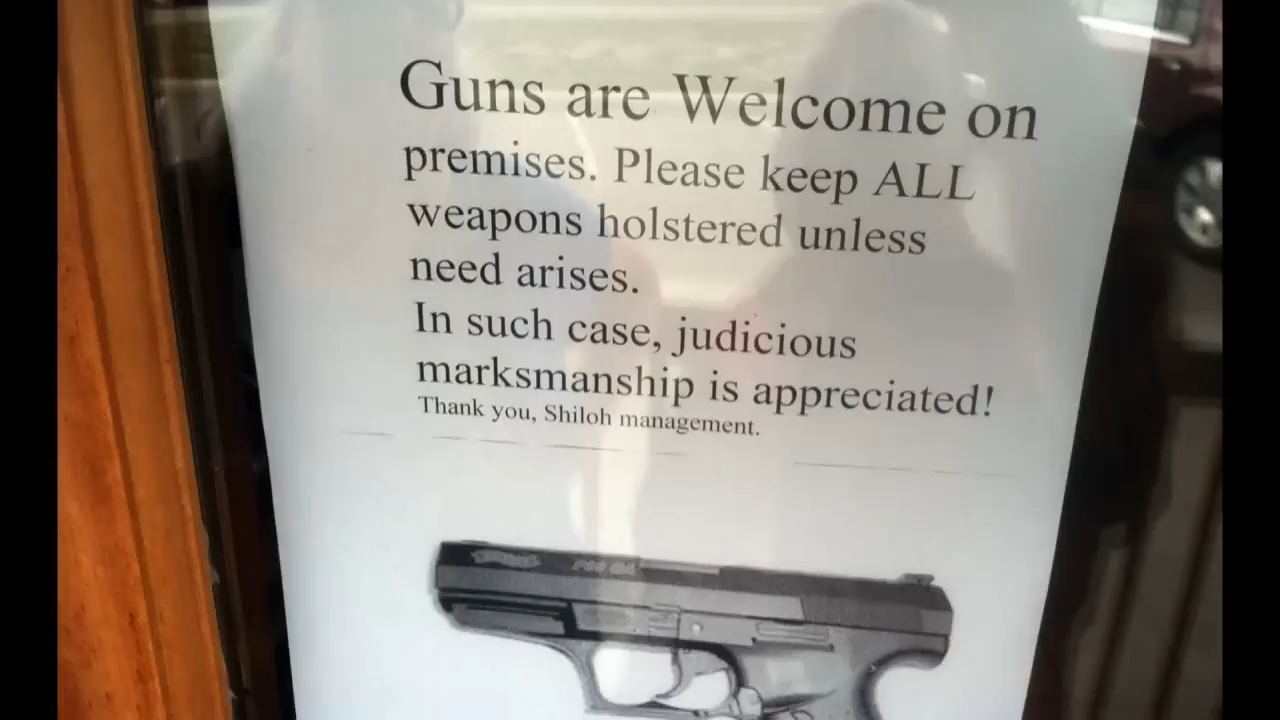 Guns are Welcome on
premises. Please keep ALL
weapons holstered unless
need arises.
In such case, judicious
marksmanship is appreciated!
Thank you, Shiloh management.